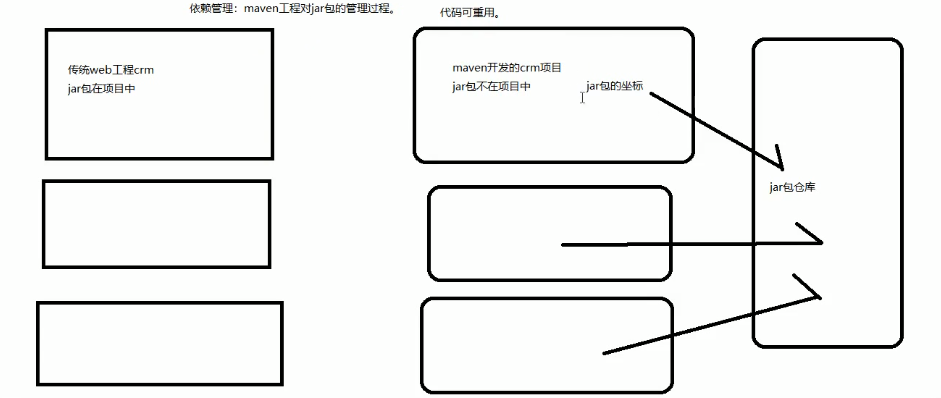 依赖管理：maven工程对jar包的管理过程。
代码可重用。
传统web工程crm
jar包在项目中
maven开发的crm项目
jar包不在项目中
jar包的坐标
jar包仓库